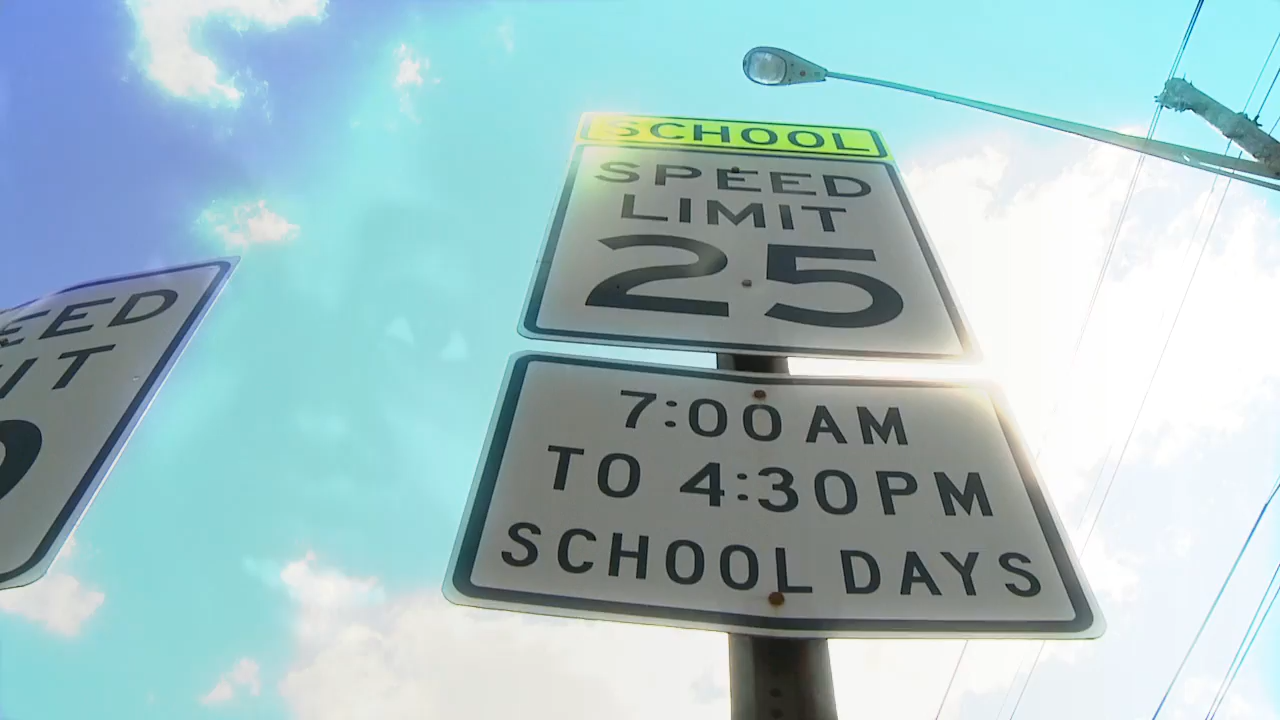 SCHOOL
SPEED
LIMIT
25
7:00 AM
TO 4:30 PM
SCHOOL DAYS